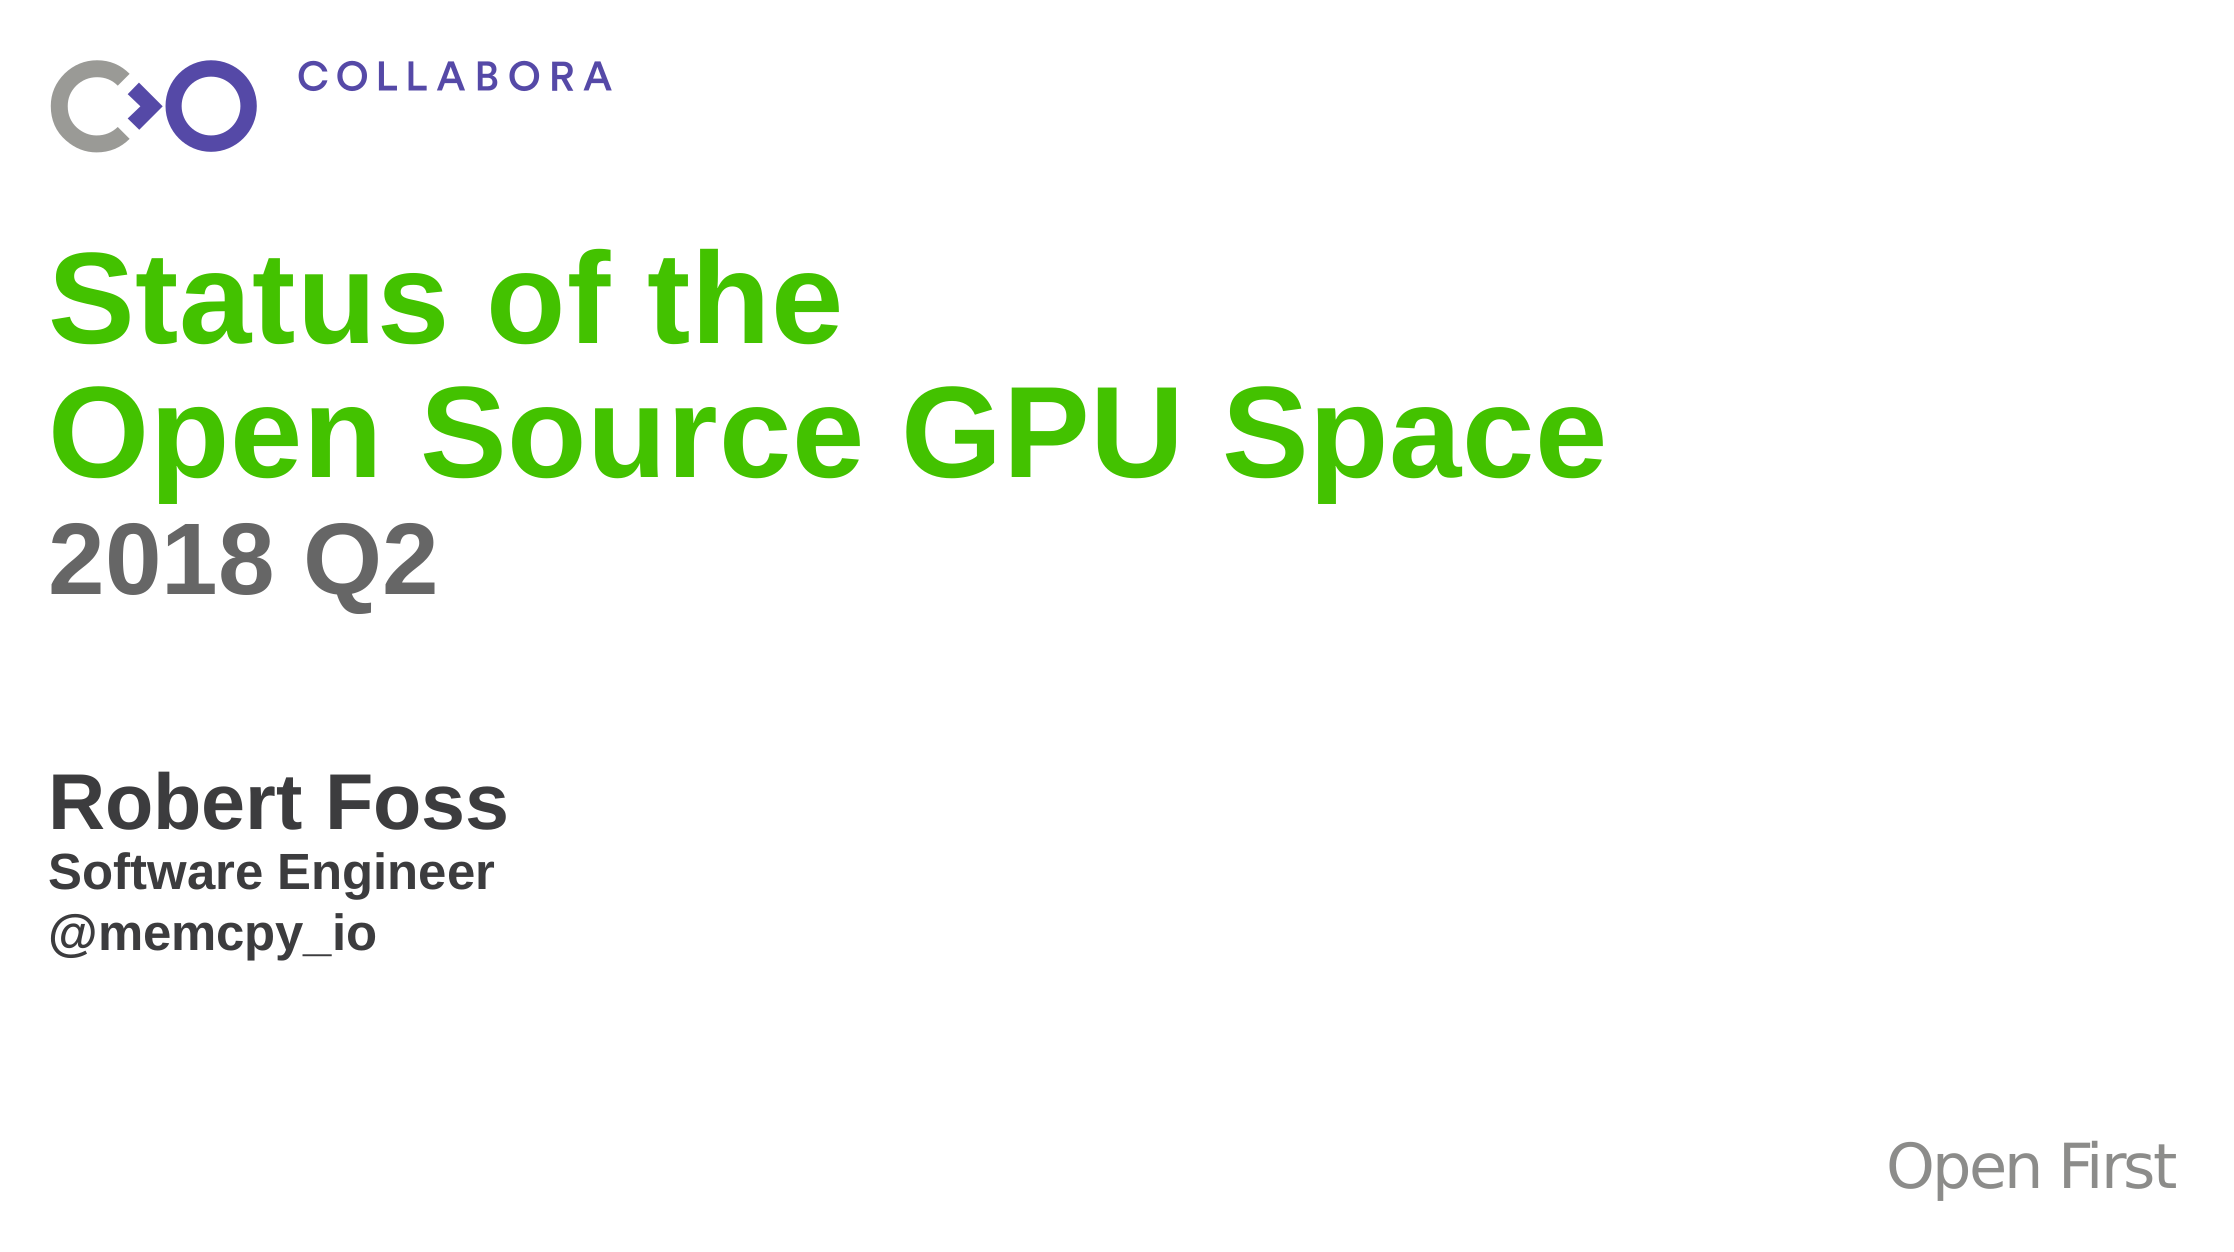 COLLABORA
Status of the
Open Source GPU Space
2018 Q2
Robert Foss
Software Engineer
@memcpy_io
Open First